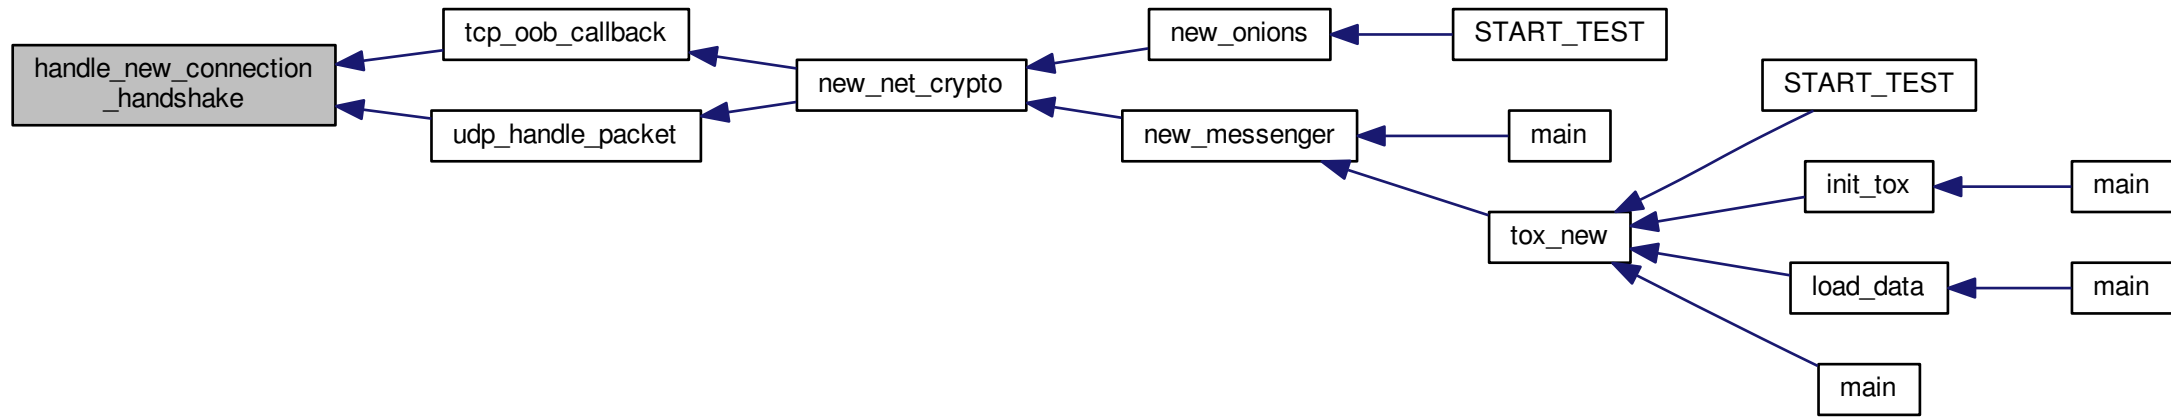 handle_new_connection
_handshake
tcp_oob_callback
udp_handle_packet
new_net_crypto
new_onions
START_TEST
new_messenger
main
tox_new
START_TEST
init_tox
main
load_data
main
main